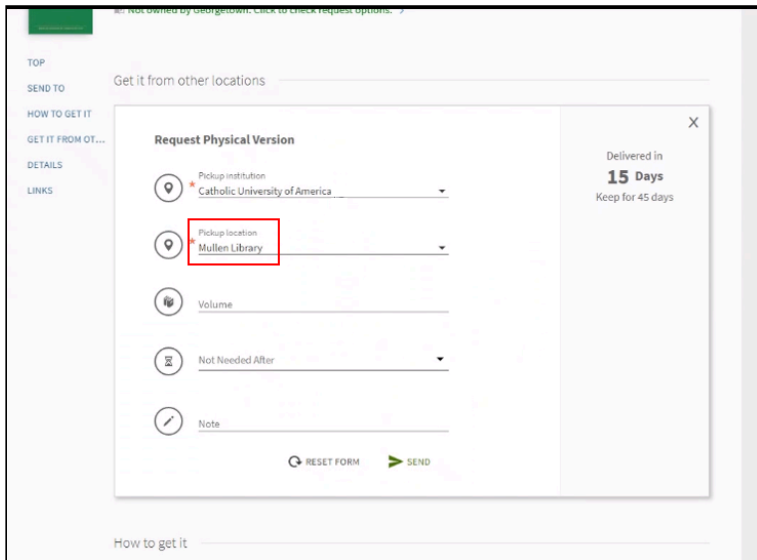 Not owned by Georgetown. Click to check request options.
TOP
SEND TO
HOW TO GET IT
GET IT FROM OT...
DETAILS
LINKS
Get it from other locations
X
Request Physical Version
Delivered in
15 Days
Keep for 45 days
* Pickup institution
Catholic University of America
* Pickup location
Mullen Library
Volume
Not Needed After
Note
RESET FORM
SEND
How to get it